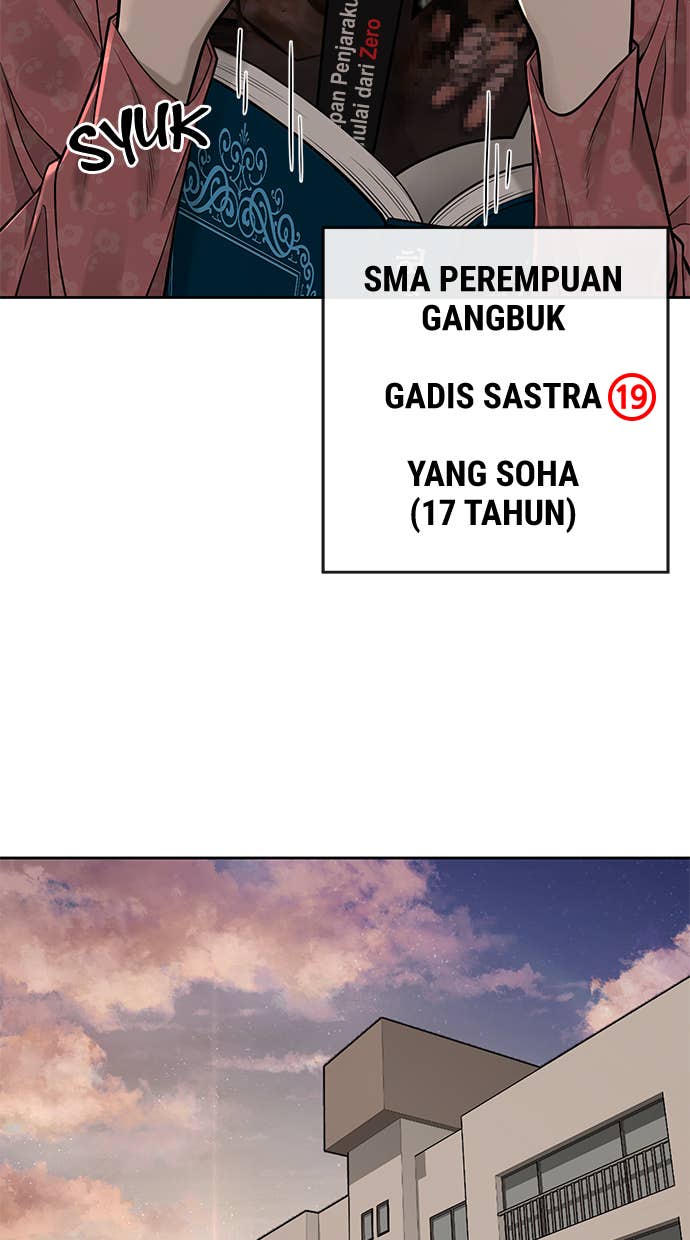 pan Penjaraku
mulai dari Zero
SYUK
SMA PEREMPUAN
GANGBUK
GADIS SASTRA 19
YANG SOHA
(17 TAHUN)